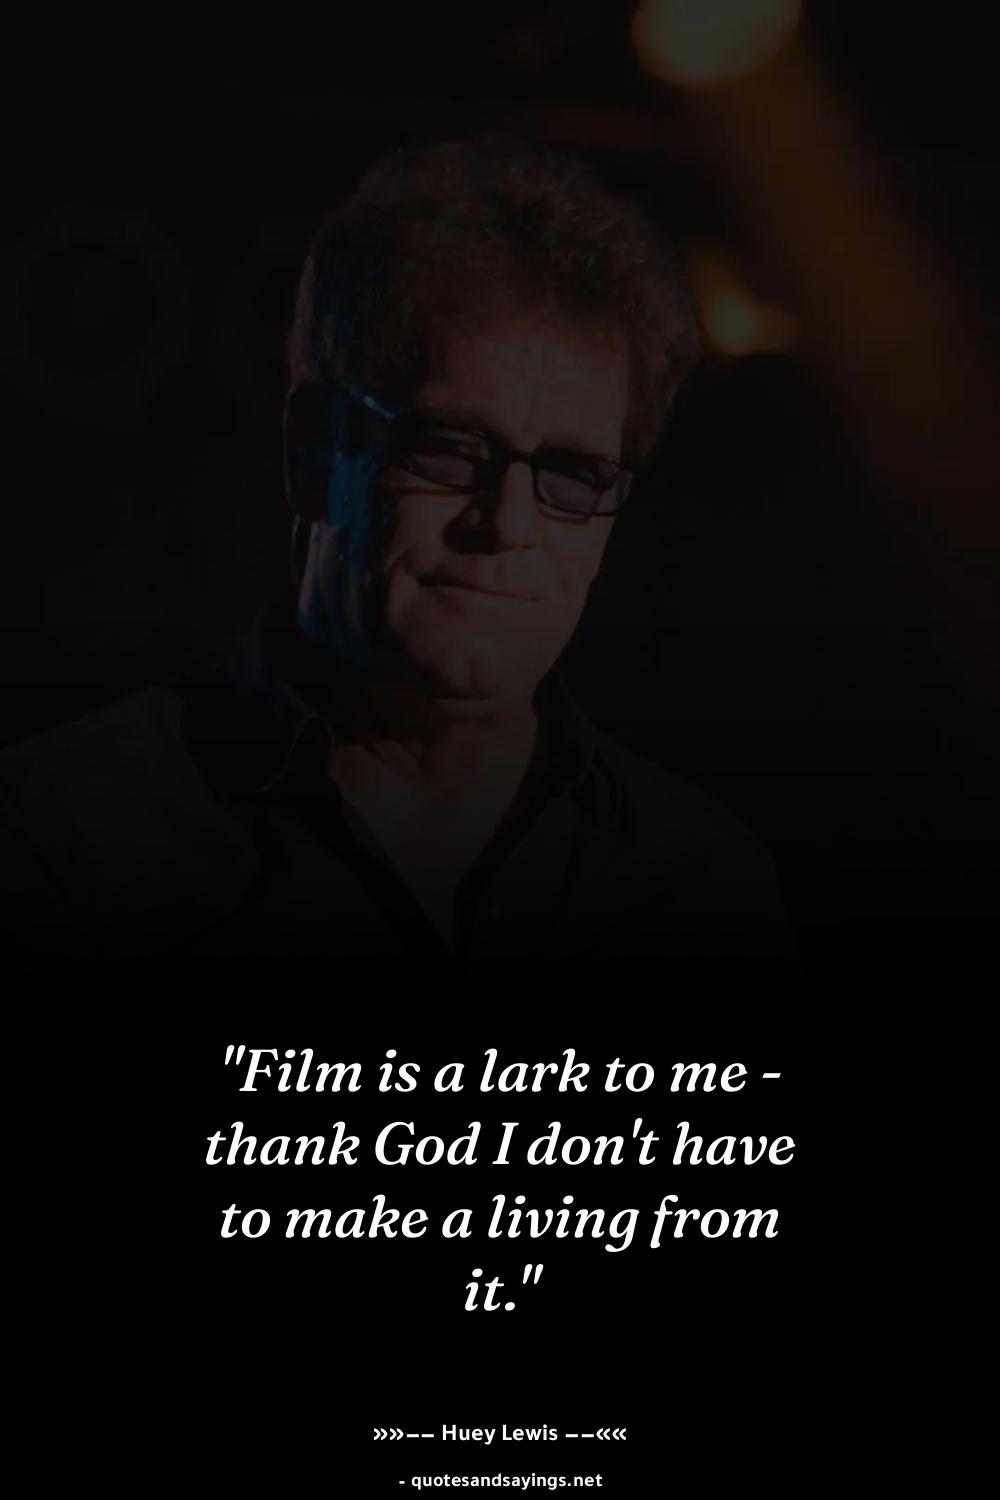 "Film is a lark to me -
thank God I don't have
to make a living from
it."
»»−− Huey Lewis −−««
- quotesandsayings.net